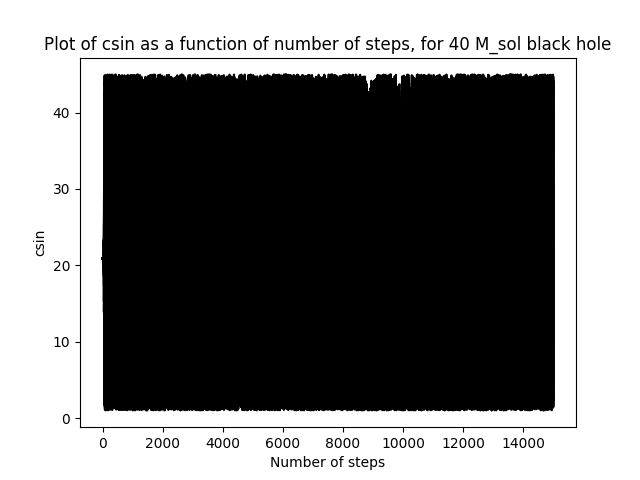 Plot of csin as a function of number of steps, for 40 M_sol black hole
40
30
20
10
0
csin
0 2000 4000 6000 8000 10000 12000 14000
Number of steps